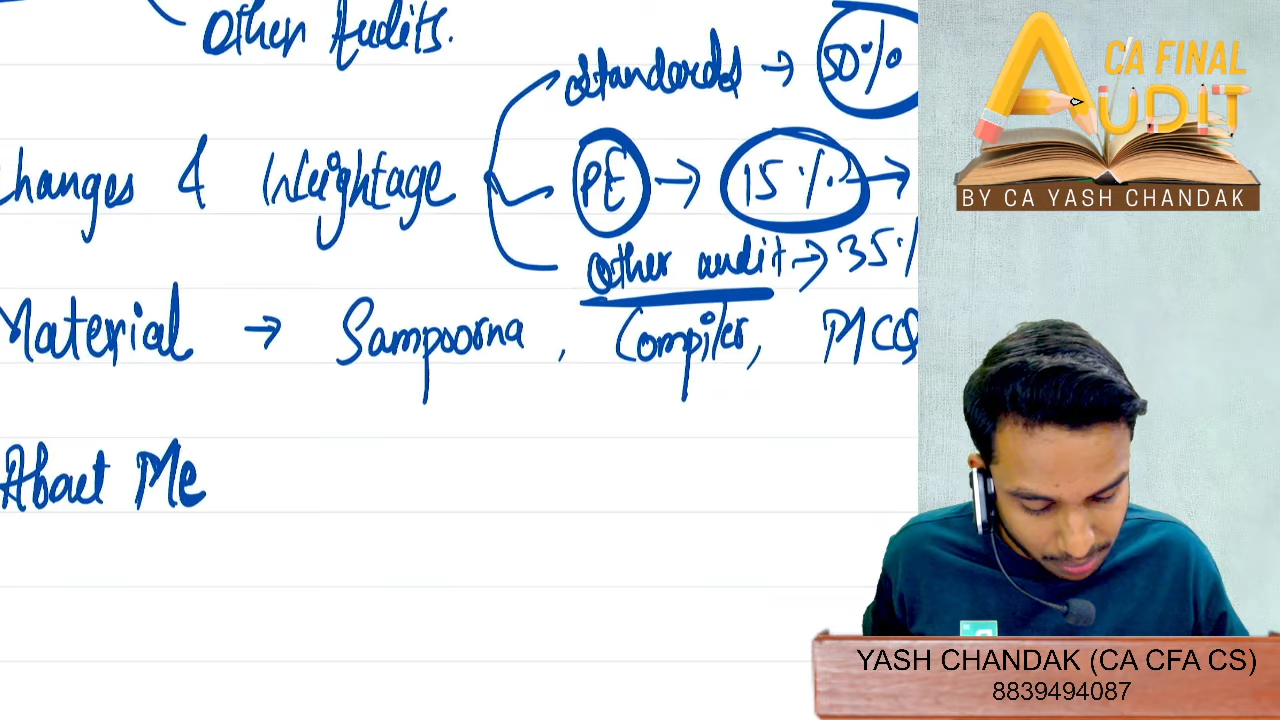 Other Audits.
Standards → 50%
Changes & Weightage
PE → 15% →
other audit → 35%
Material → Sampoorna, Compiler, MCQ
About Me
CA FINAL
AUDIT
BY CA YASH CHANDAK
YASH CHANDAK (CA CFA CS)
8839494087